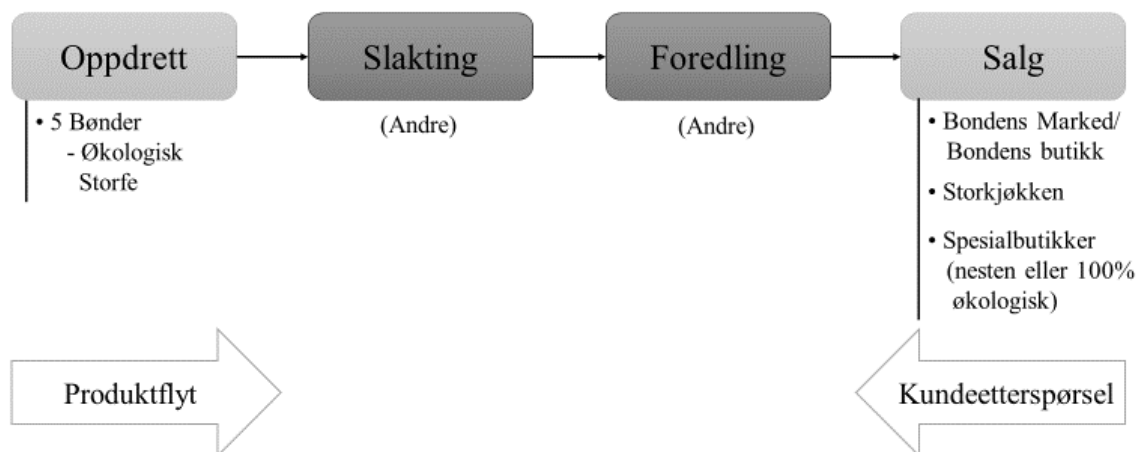 Oppdrett
Slakting
Foredling
Salg
• 5 Bønder
- Økologisk
Storfe
(Andre)
(Andre)
• Bondens Marked/
Bondens butikk
• Storkjøkken
• Spesialbutikker
(nesten eller 100%
økologisk)
Produktflyt
Kundeetterspørsel